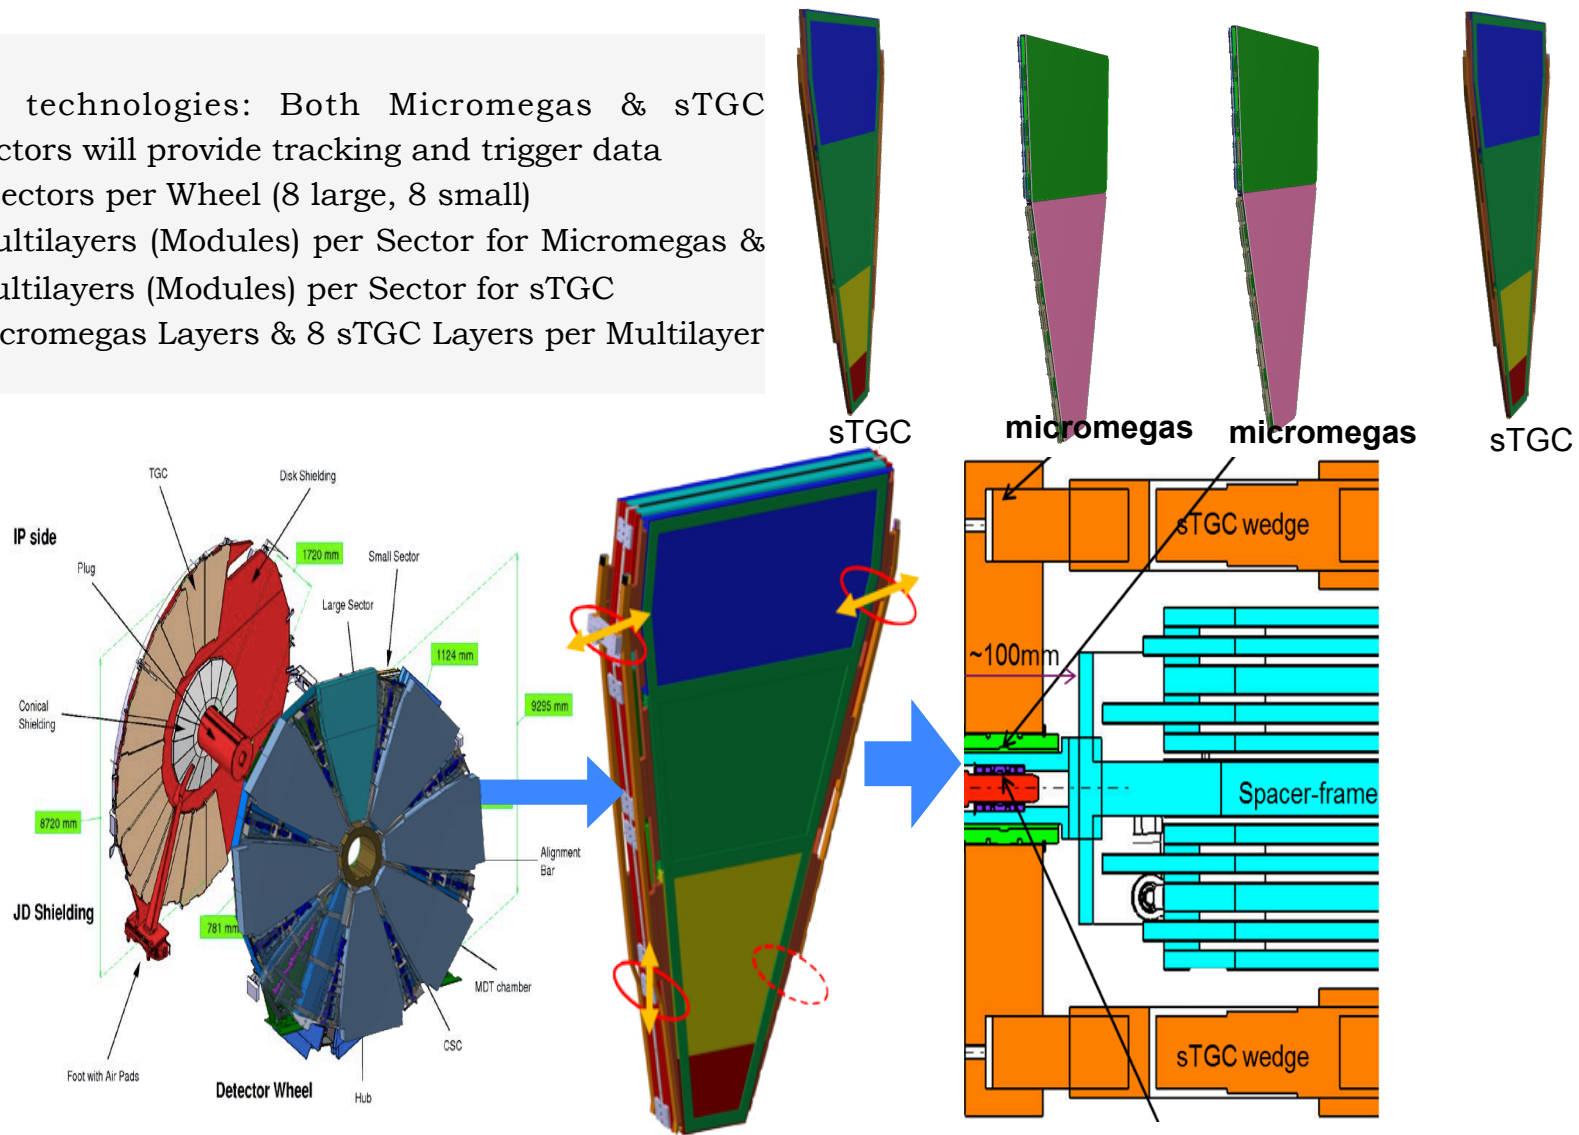 technologies: Both Micromegas & sTGC
ctors will provide tracking and trigger data
ectors per Wheel (8 large, 8 small)
ultilayers (Modules) per Sector for Micromegas &
ultilayers (Modules) per Sector for sTGC
cromegas Layers & 8 sTGC Layers per Multilayer
sTGC
micromegas
micromegas
sTGC
TGC
Disk Shielding
IP side
1720 mm
Small Sector
Plug
Large Sector
1124 mm
Conical
Shielding
9295 mm
8720 mm
Alignment
Bar
JD Shielding
781 mm
MDT chamber
CSC
Foot with Air Pads
Detector Wheel
Hub
sTGC wedge
~100mm
Spacer-frame
sTGC wedge